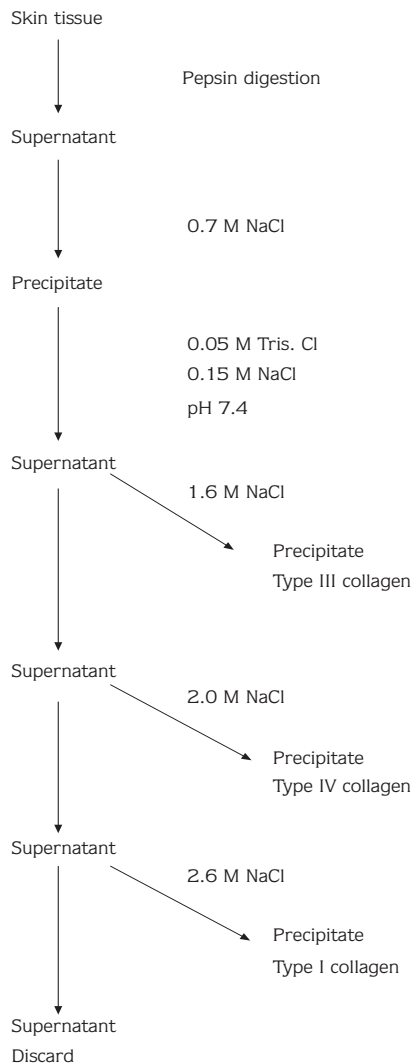 Skin tissue
Pepsin digestion
Supernatant
0.7 M NaCl
Precipitate
0.05 M Tris. Cl
0.15 M NaCl
pH 7.4
Supernatant
1.6 M NaCl
Precipitate
Type III collagen
Supernatant
2.0 M NaCl
Precipitate
Type IV collagen
Supernatant
2.6 M NaCl
Precipitate
Type I collagen
Supernatant
Discard